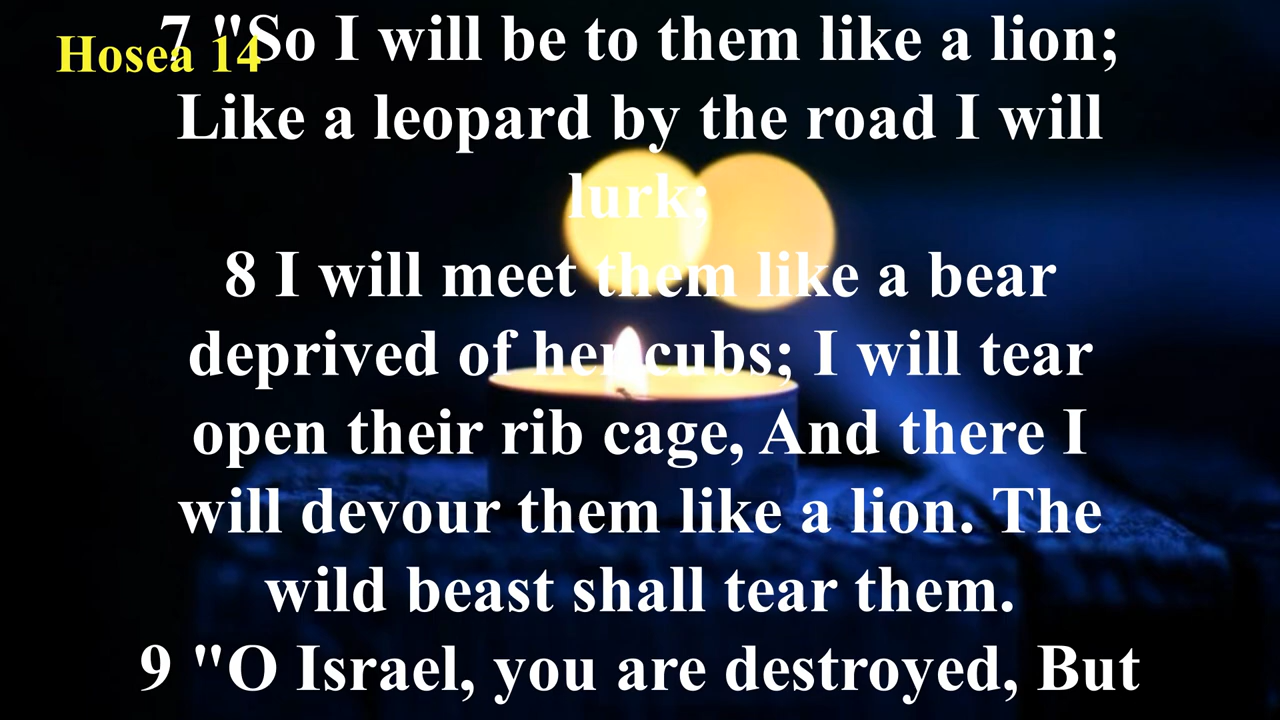 Hosea 14
7 "So I will be to them like a lion;
Like a leopard by the road I will
lurk;
8 I will meet them like a bear
deprived of her cubs; I will tear
open their rib cage, And there I
will devour them like a lion. The
wild beast shall tear them.
9 "O Israel, you are destroyed, But